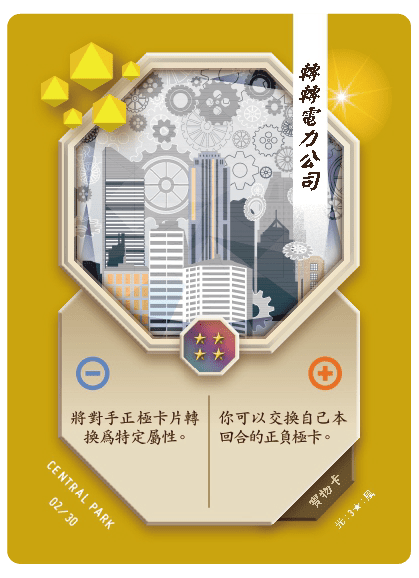 轉轉電力公司
將對手正極卡片轉
換為特定屬性。
你可以交換自己本
回合的正負極卡。
CENTRAL PARK
02/30
寶物卡
光:3★:風